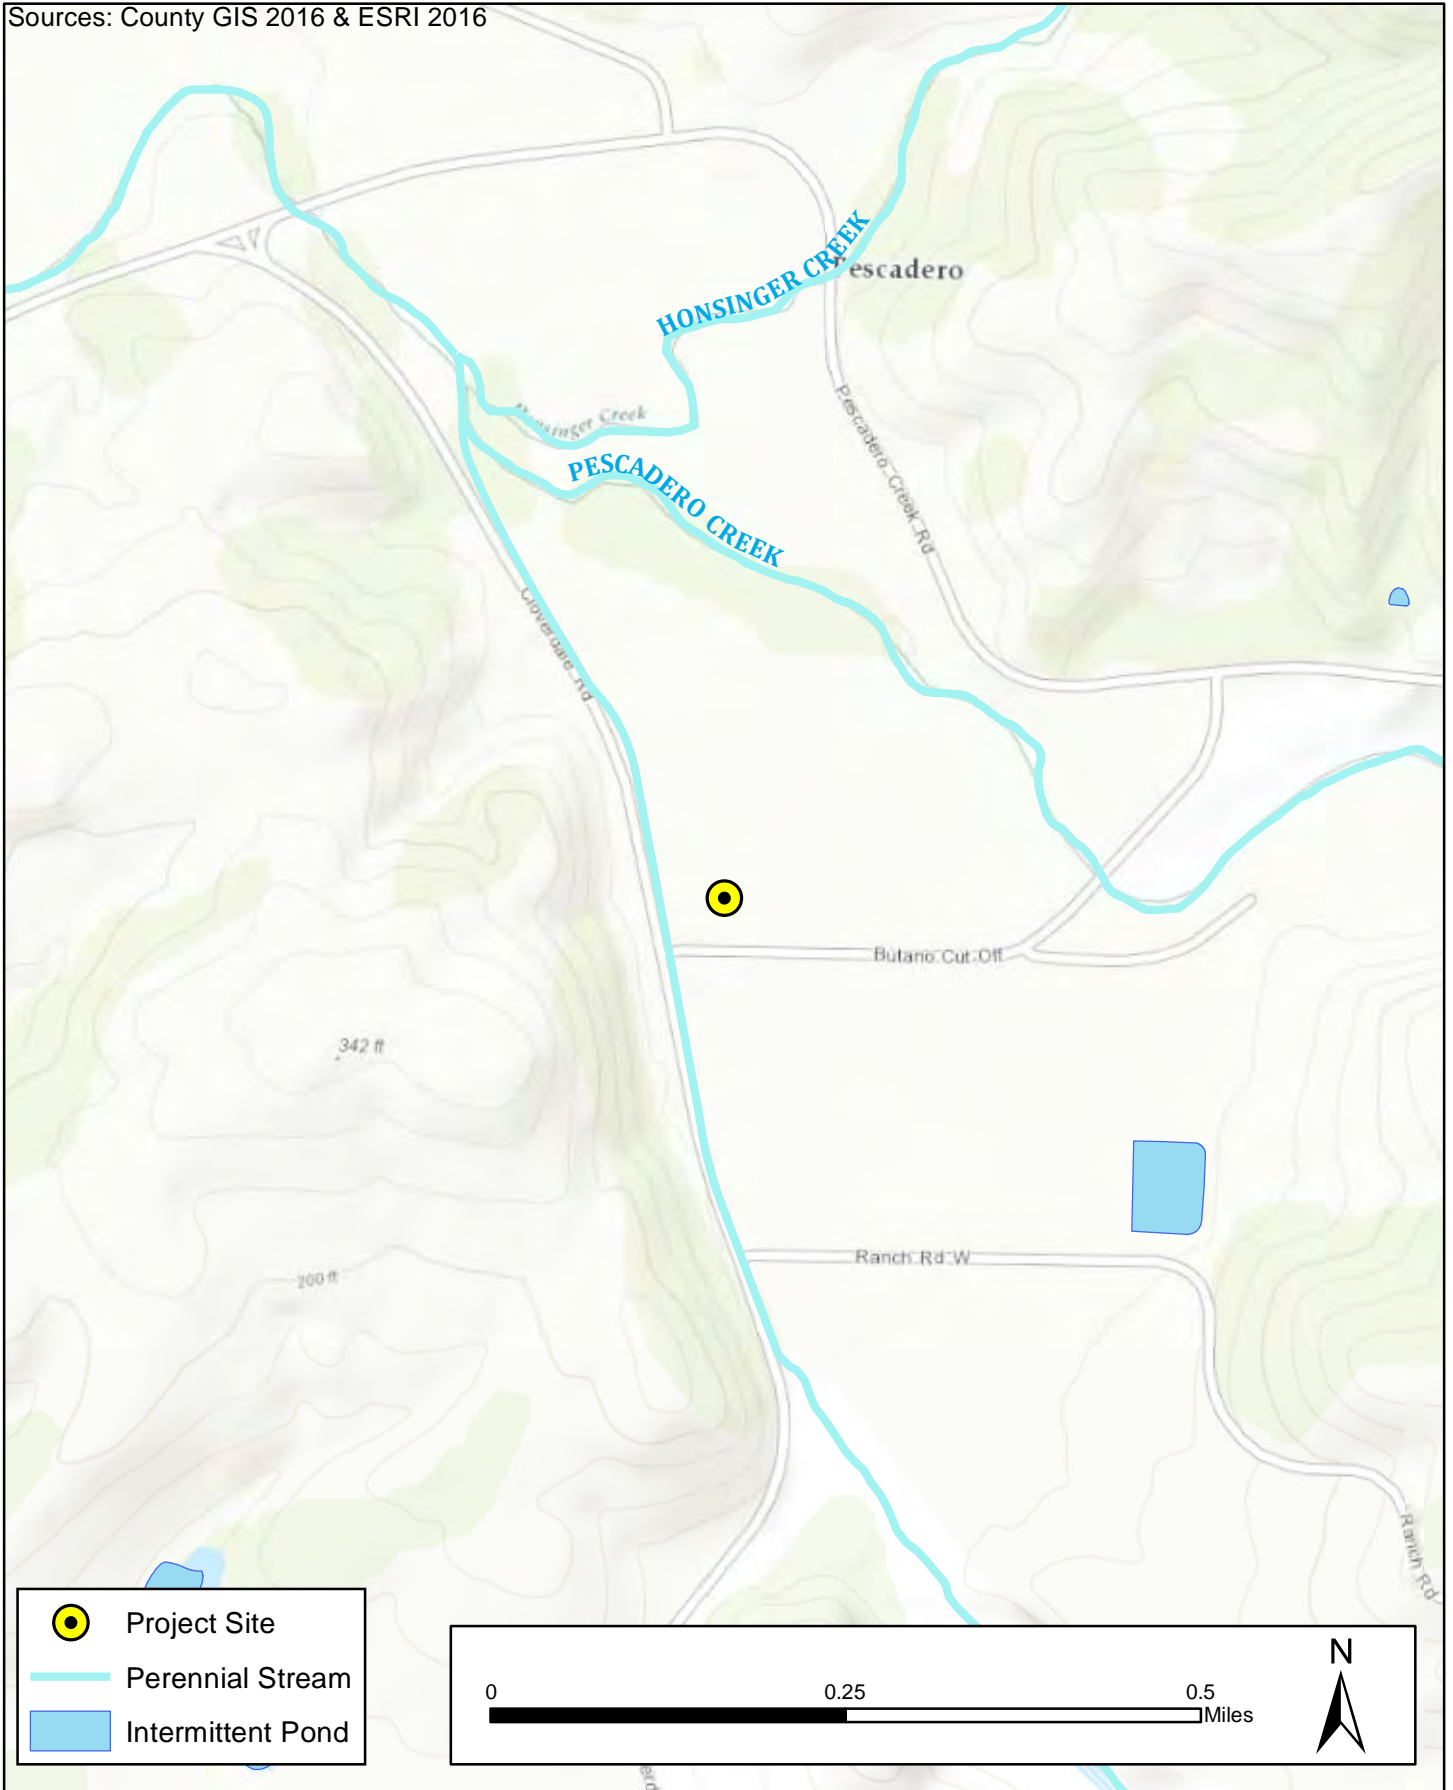 Sources: County GIS 2016 & ESRI 2016
HONSINGER CREEK
Pescadero
Creek
PESCADERO CREEK
Pescadero Creek Rd
Cloverdale Rd
Butano Cut Off
342 ft
Ranch Rd W
200 ft
Ranch Rd
Project Site
Perennial Stream
Intermittent Pond
0 0.25 0.5
Miles
N